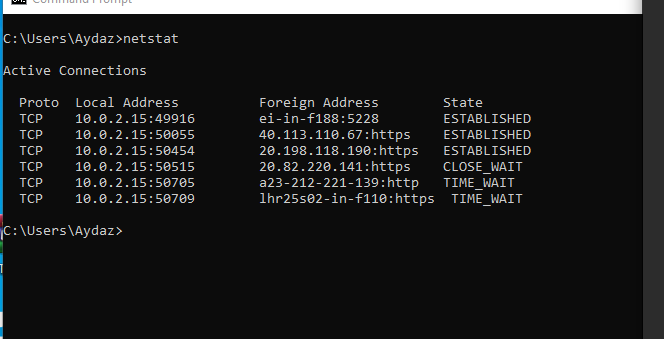 Command Prompt
C:\Users\Aydaz>netstat
Active Connections
Proto  Local Address          Foreign Address        State
TCP    10.0.2.15:49916        ei-in-f188:5228        ESTABLISHED
TCP    10.0.2.15:50055        40.113.110.67:https    ESTABLISHED
TCP    10.0.2.15:50454        20.198.118.190:https   ESTABLISHED
TCP    10.0.2.15:50515        20.82.220.141:https    CLOSE_WAIT
TCP    10.0.2.15:50705        a23-212-221-139:http   TIME_WAIT
TCP    10.0.2.15:50709        lhr25s02-in-f110:https  TIME_WAIT
C:\Users\Aydaz>